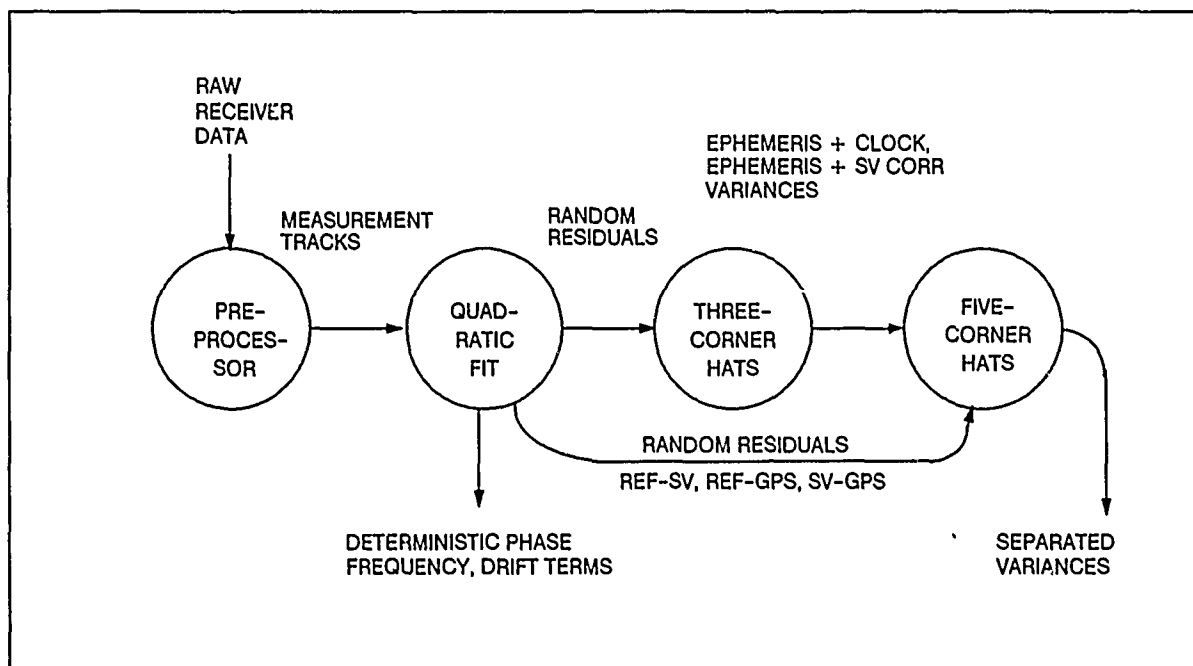 RAW
RECEIVER
DATA
MEASUREMENT
TRACKS
RANDOM
RESIDUALS
EPHEMERIS + CLOCK,
EPHEMERIS + SV CORR
VARIANCES
PRE-
PROCES-
SOR
QUAD-
RATIC
FIT
THREE-
CORNER
HATS
FIVE-
CORNER
HATS
RANDOM RESIDUALS
REF-SV, REF-GPS, SV-GPS
DETERMINISTIC PHASE
FREQUENCY, DRIFT TERMS
SEPARATED
VARIANCES